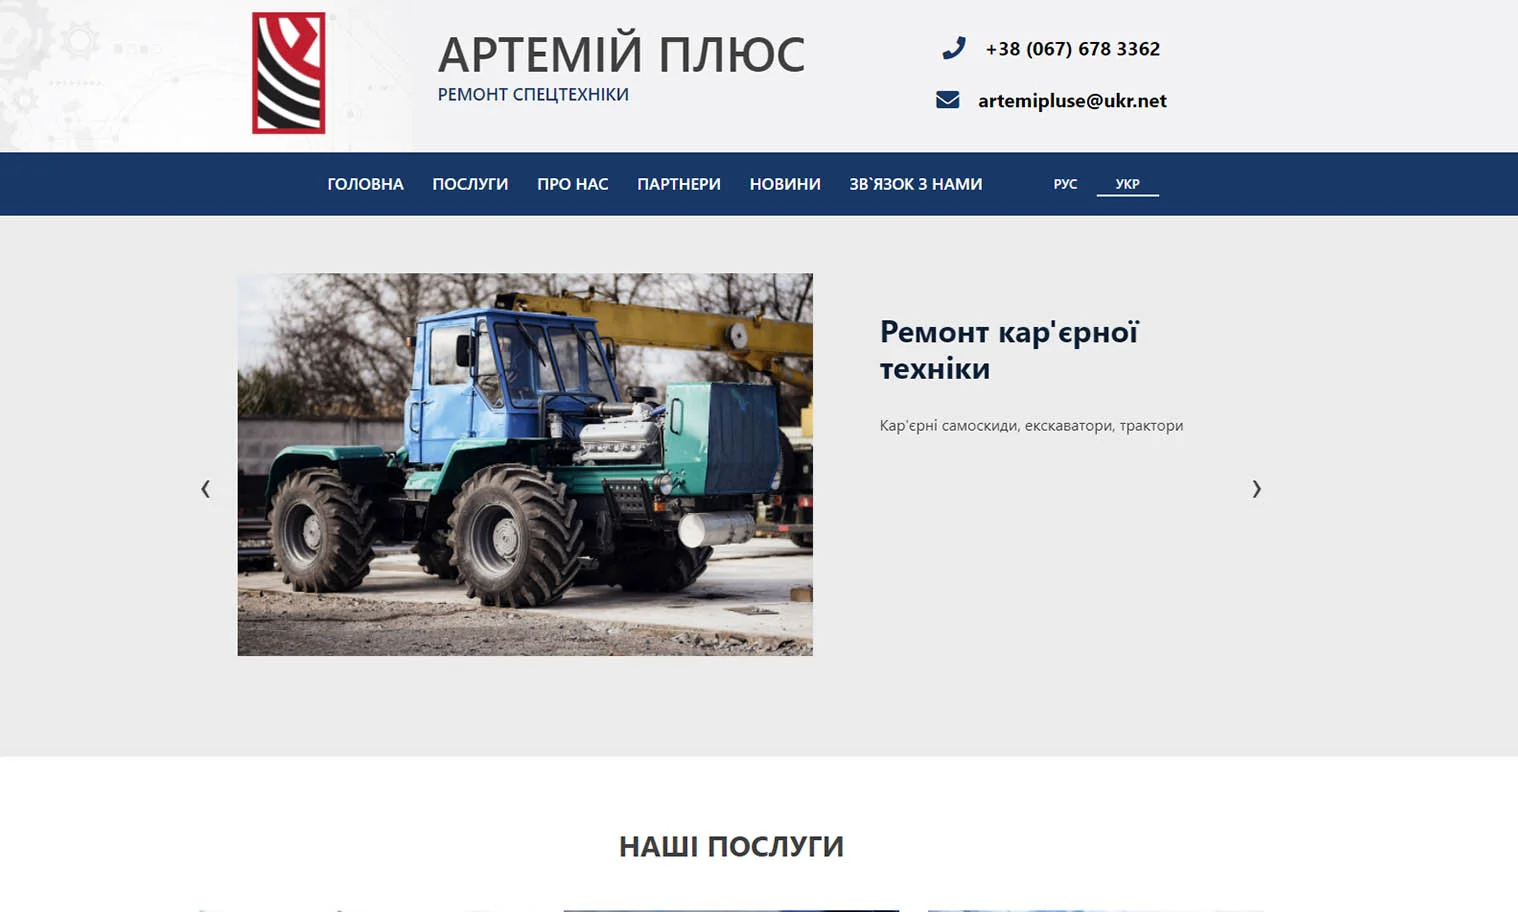 АРТЕМІЙ ПЛЮС
РЕМОНТ СПЕЦТЕХНІКИ
+38 (067) 678 3362
artemipluse@ukr.net
ГОЛОВНА ПОСЛУГИ ПРО НАС ПАРТНЕРИ НОВИНИ ЗВ`ЯЗОК З НАМИ РУС УКР
Ремонт кар'єрної
техніки
Кар'єрні самоскиди, екскаватори, трактори
НАШІ ПОСЛУГИ